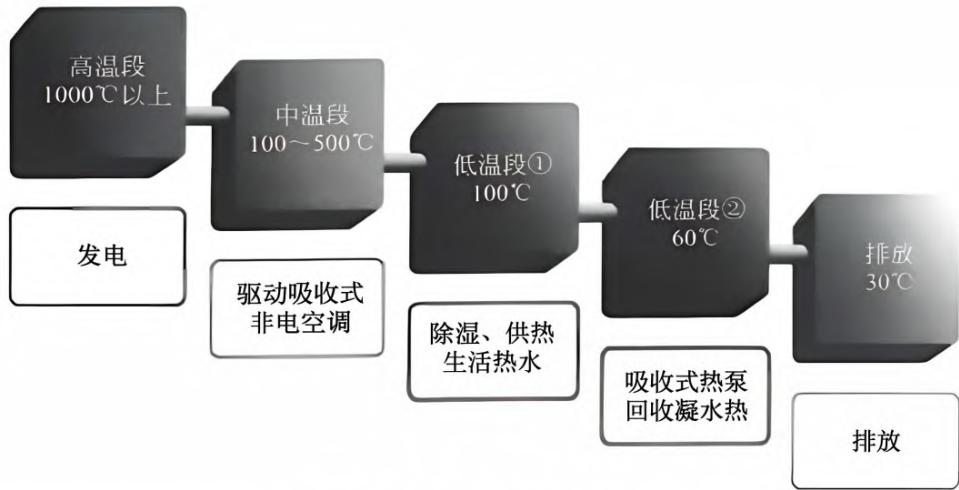 高温段
1000℃以上
发电
中温段
100～500℃
驱动吸收式
非电空调
低温段①
100℃
除湿、供热
生活热水
低温段②
60℃
吸收式热泵
回收凝水热
排放
30℃
排放